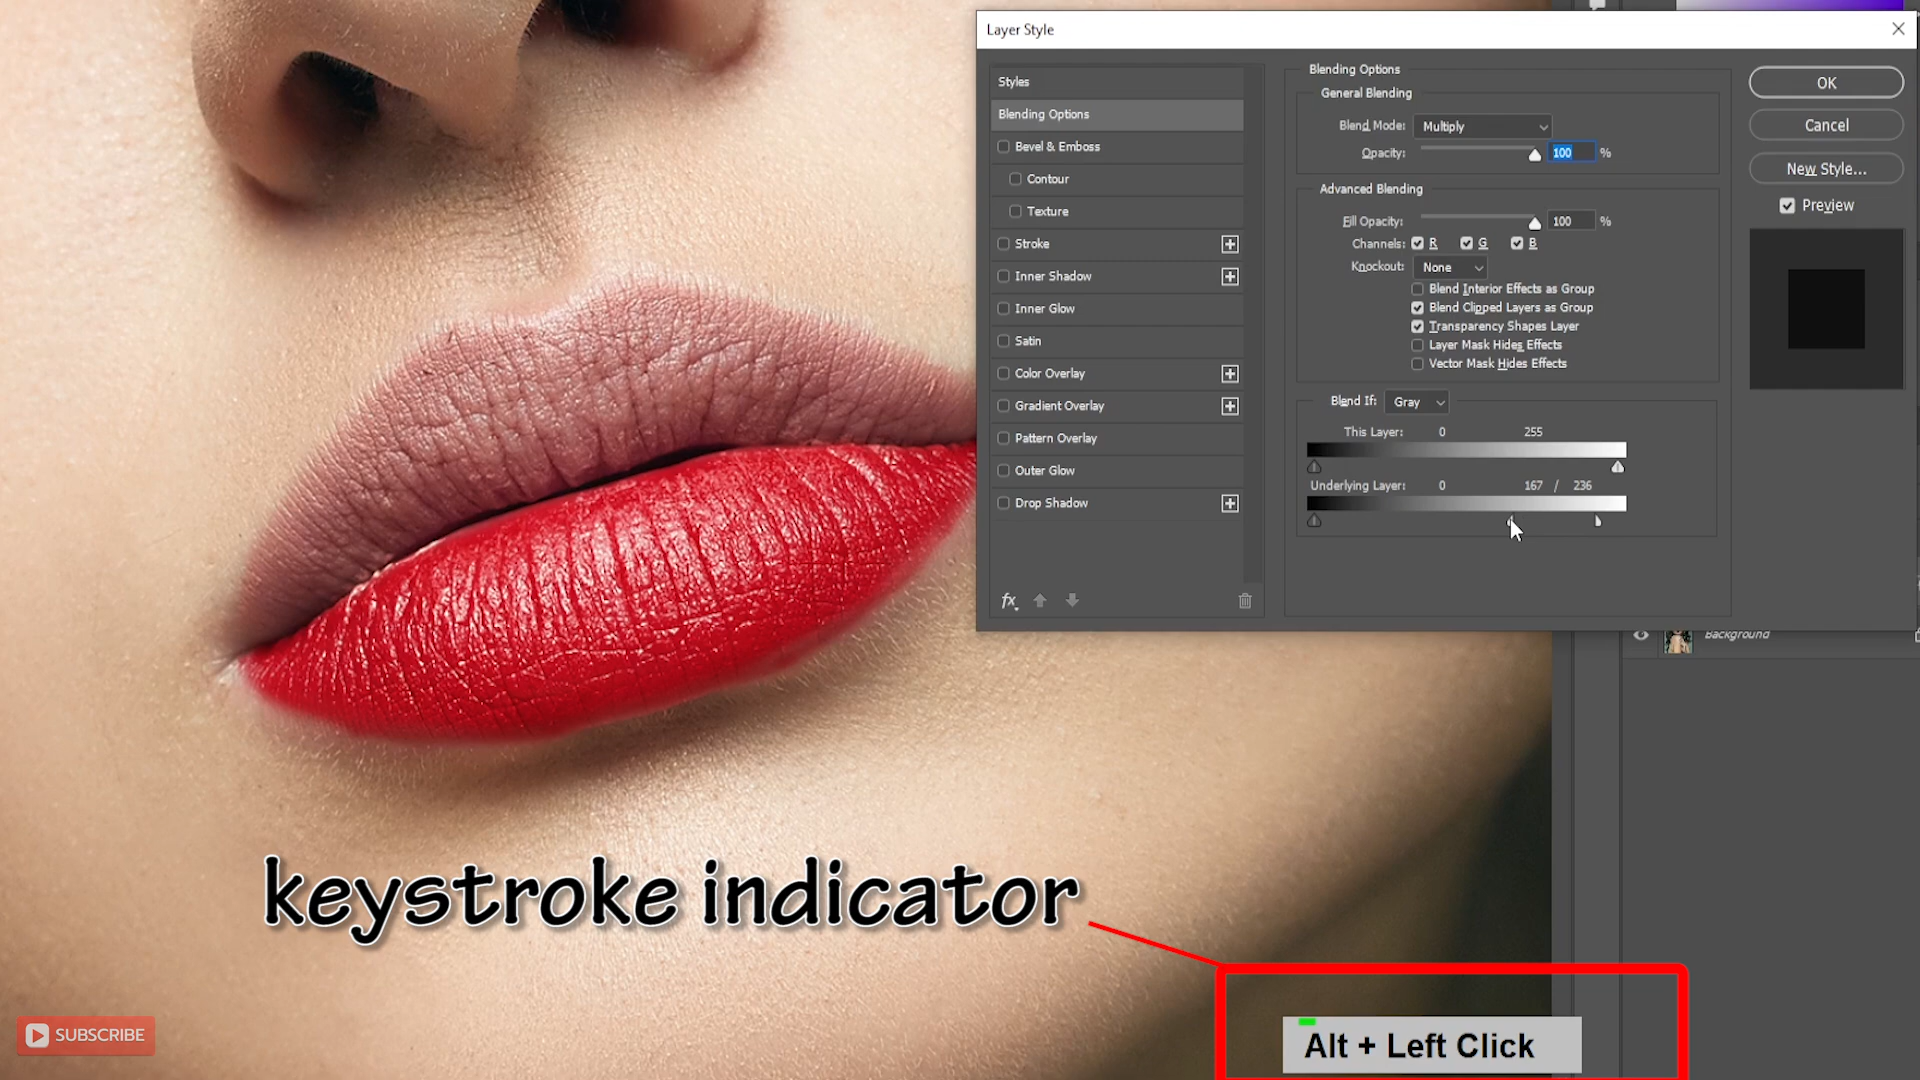 Layer Style
Styles
Blending Options
Bevel & Emboss
Contour
Texture
Stroke
Inner Shadow
Inner Glow
Satin
Color Overlay
Gradient Overlay
Pattern Overlay
Outer Glow
Drop Shadow
fx
Blending Options
General Blending
Blend Mode: Multiply
Opacity: 100 %
Advanced Blending
Fill Opacity: 100 %
Channels: R G B
Knockout: None
Blend Interior Effects as Group
Blend Clipped Layers as Group
Transparency Shapes Layer
Layer Mask Hides Effects
Vector Mask Hides Effects
Blend If: Gray
This Layer: 0 255
Underlying Layer: 0 167 / 236
OK
Cancel
New Style...
Preview
Background
keystroke indicator
SUBSCRIBE
Alt + Left Click